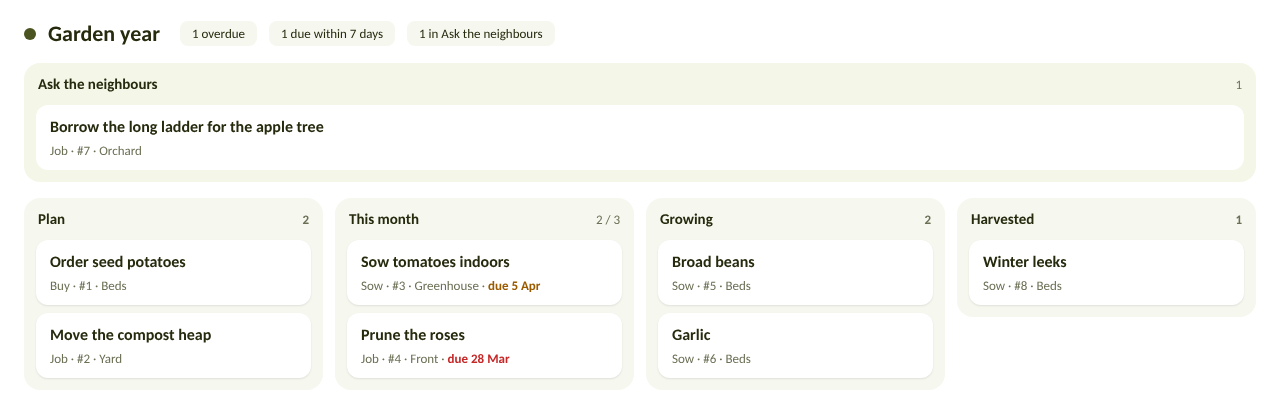 Garden year
1 overdue
1 due within 7 days
1 in Ask the neighbours
Ask the neighbours
1
Borrow the long ladder for the apple tree
Job · #7 · Orchard
Plan
2
Order seed potatoes
Buy · #1 · Beds
Move the compost heap
Job · #2 · Yard
This month
2 / 3
Sow tomatoes indoors
Sow · #3 · Greenhouse · due 5 Apr
Prune the roses
Job · #4 · Front · due 28 Mar
Growing
2
Broad beans
Sow · #5 · Beds
Garlic
Sow · #6 · Beds
Harvested
1
Winter leeks
Sow · #8 · Beds